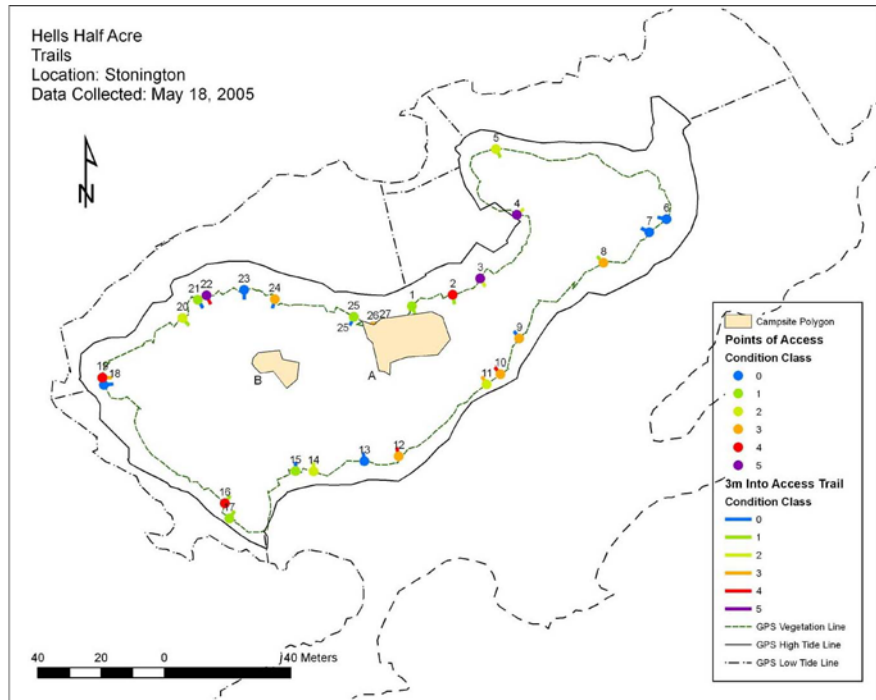 Hells Half Acre
Trails
Location: Stonington
Data Collected: May 18, 2005
N
5
4
6
7
8
3
2
1
23
24
21
22
20
25
26
27
25
9
19
18
B
A
10
11
12
13
15
14
16
17
Campsite Polygon
Points of Access
Condition Class
0
1
2
3
4
5
3m Into Access Trail
Condition Class
0
1
2
3
4
5
GPS Vegetation Line
GPS High Tide Line
GPS Low Tide Line
40 20 0 40 Meters